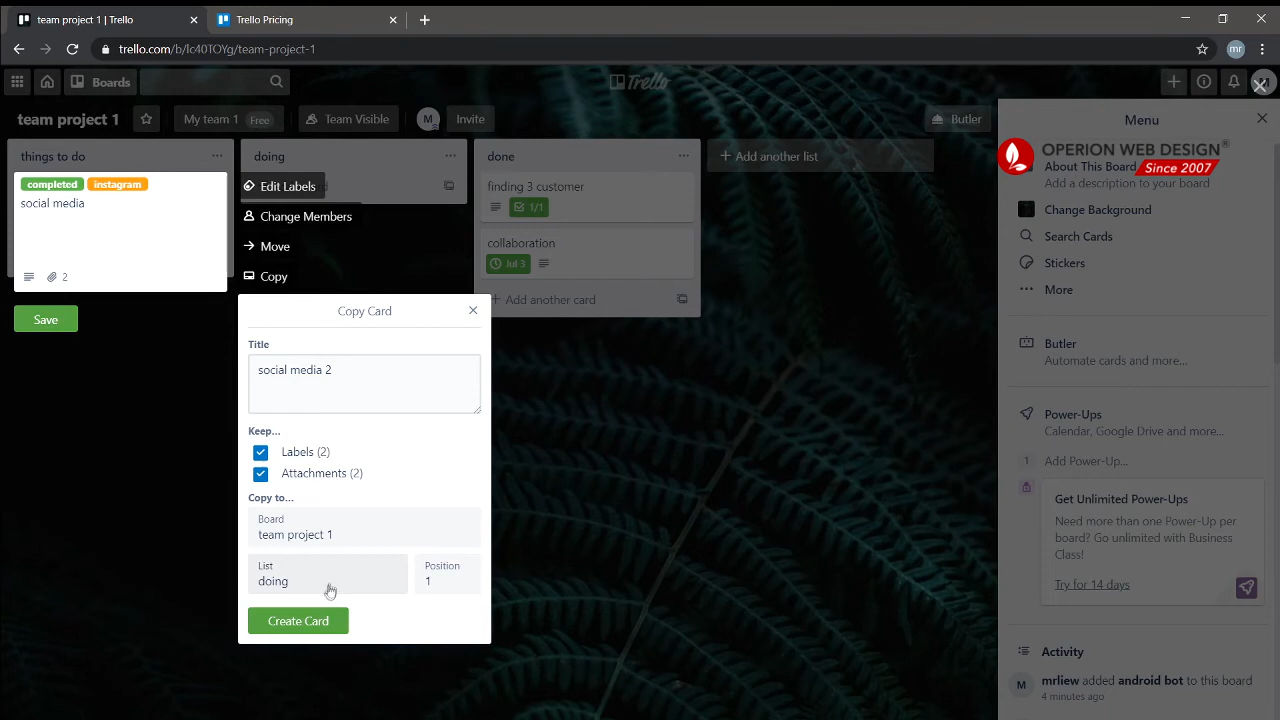 team project 1 | Trello
Trello Pricing
trello.com/b/lc40TOYg/team-project-1
mr
Boards
Trello
team project 1
My team 1 Free
Team Visible
M
Invite
Butler
things to do
completed instagram
social media
2
Save
doing
Edit Labels
Change Members
Move
Copy
Copy Card
Title
social media 2
Keep...
Labels (2)
Attachments (2)
Copy to...
Board
team project 1
List
doing
Position
1
Create Card
done
finding 3 customer
1/1
collaboration
Jul 3
+ Add another card
+ Add another list
Menu
OPERION WEB DESIGN®
Since 2007
About This Board
Add a description to your board
Change Background
Search Cards
Stickers
More
Butler
Automate cards and more...
Power-Ups
Calendar, Google Drive and more...
1 Add Power-Up...
Get Unlimited Power-Ups
Need more than one Power-Up per
board? Go unlimited with Business
Class!
Try for 14 days
Activity
M
mrliew added android bot to this board
4 minutes ago